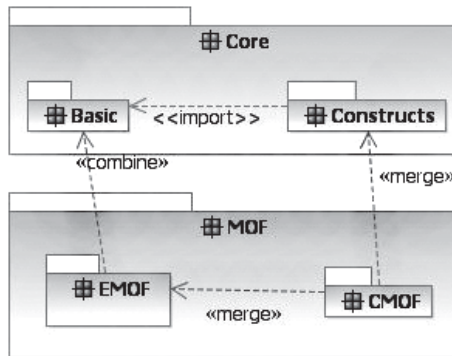 Core
Basic
<<import>>
Constructs
«combine»
«merge»
MOF
EMOF
«merge»
CMOF